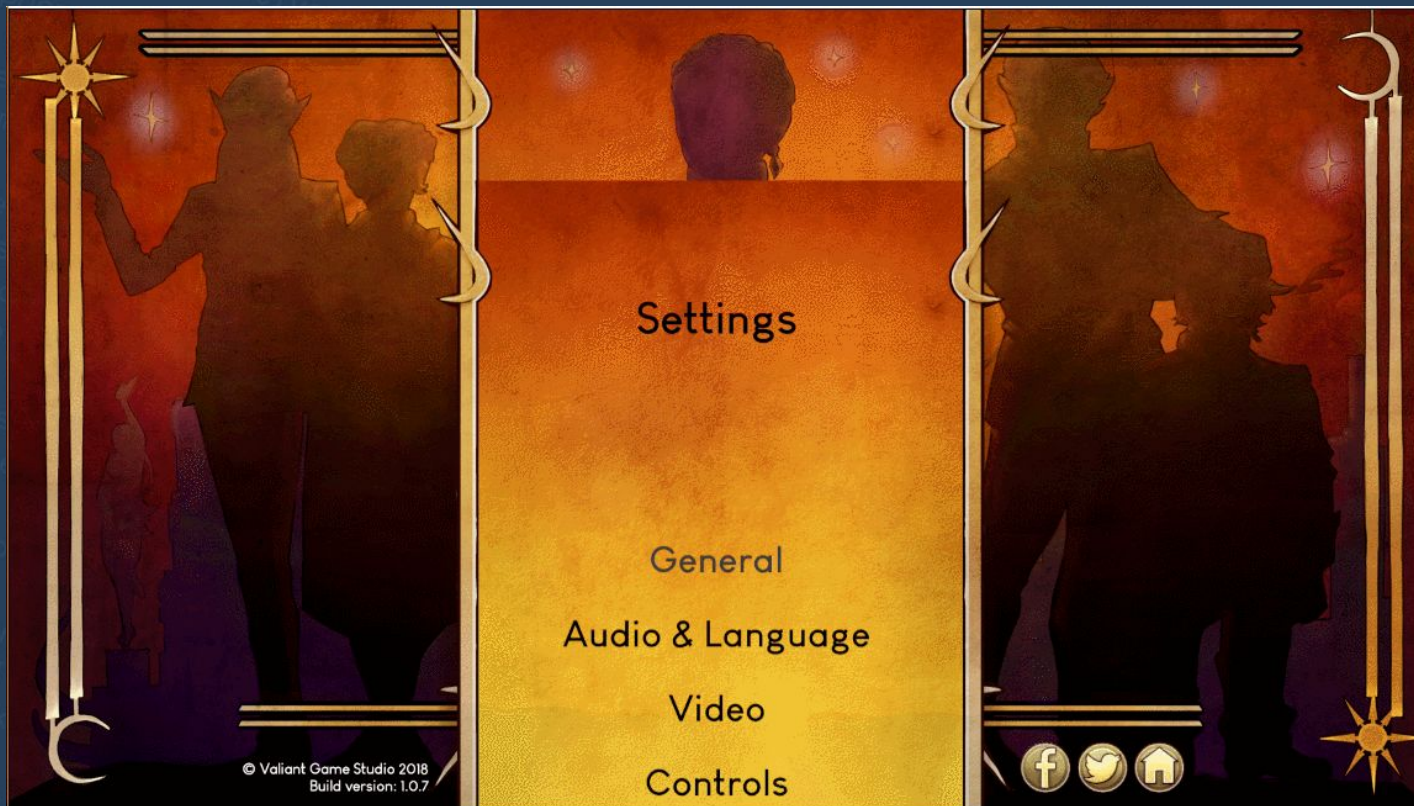 Settings
General
Audio & Language
Video
Controls
© Valiant Game Studio 2018
Build version: 1.0.7